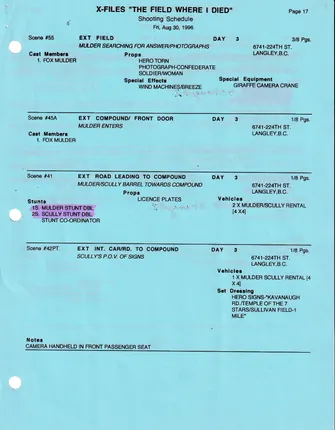 X-FILES "THE FIELD WHERE I DIED" Page 17
Shooting Schedule
Fri, Aug 30, 1996
Scene #55 EXT FIELD DAY 3 3/8 Pgs.
MULDER SEARCHING FOR ANSWER/PHOTOGRAPHS 6741-224TH ST.
LANGLEY,B.C.
Cast Members Props
1. FOX MULDER HERO TORN
PHOTOGRAPH-CONFEDERATE
SOLDIER/WOMAN
Special Effects Special Equipment
WIND MACHINES/BREEZE GIRAFFE CAMERA CRANE
Scene #45A EXT COMPOUND/ FRONT DOOR DAY 3 1/8 Pgs.
MULDER ENTERS 6741-224TH ST.
LANGLEY,B.C.
Cast Members
1. FOX MULDER
Scene #41 EXT ROAD LEADING TO COMPOUND DAY 3 1/8 Pgs.
MULDER/SCULLY BARREL TOWARDS COMPOUND 6741-224TH ST.
LANGLEY,B.C.
Props Vehicles
Stunts LICENCE PLATES 2 X MULDER/SCULLY RENTAL
1S. MULDER STUNT DBL [4 X4]
2S. SCULLY STUNT DBL
STUNT CO-ORDINATOR
Scene #42PT EXT INT. CAR/RD. TO COMPOUND DAY 3 1/8 Pgs.
SCULLY'S P.O.V. OF SIGNS 6741-224TH ST.
LANGLEY,B.C.
Vehicles
1 X MULDER SCULLY RENTAL [4
X 4]
Set Dressing
HERO SIGNS-"KAVANAUGH
RD./TEMPLE OF THE 7
STARS/SULLIVAN FIELD-1
MILE"
Notes
CAMERA HANDHELD IN FRONT PASSENGER SEAT